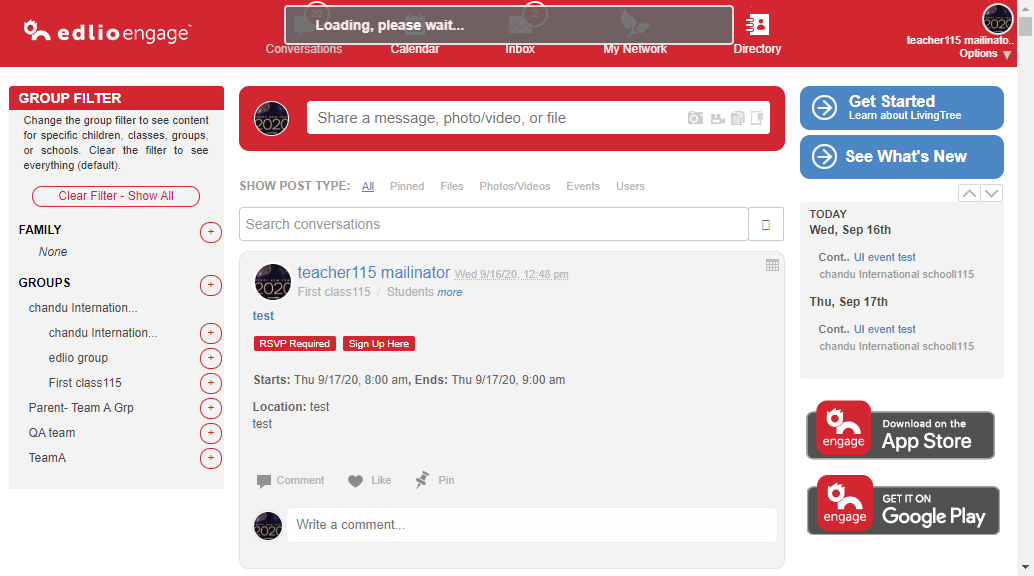 edlio engage™
20
Conversations
Calendar
2
Inbox
My Network
Directory
Loading, please wait...
teacher115 mailinato..
Options ▼
GROUP FILTER
Change the group filter to see content
for specific children, classes, groups,
or schools. Clear the filter to see
everything (default).
Clear Filter - Show All
FAMILY
+
None
GROUPS
+
chandu Internation...
chandu Internation...
+
edlio group
+
First class115
+
Parent- Team A Grp
+
QA team
+
TeamA
+
2020
Share a message, photo/video, or file
SHOW POST TYPE: All Pinned Files Photos/Videos Events Users
Search conversations
2020
teacher115 mailinator Wed 9/16/20, 12:48 pm
First class115 / Students more
test
RSVP Required Sign Up Here
Starts: Thu 9/17/20, 8:00 am, Ends: Thu 9/17/20, 9:00 am
Location: test
test
Comment Like Pin
2020
Write a comment...
Get Started
Learn about LivingTree
See What's New
TODAY
Wed, Sep 16th
Cont.. UI event test
chandu International schooll115
Thu, Sep 17th
Cont.. UI event test
chandu International schooll115
engage
Download on the
App Store
engage
GET IT ON
Google Play